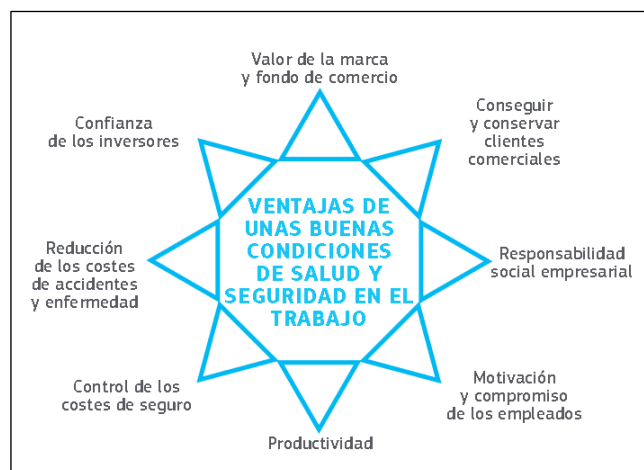 Valor de la marca
y fondo de comercio
Conseguir
y conservar
clientes
comerciales
Responsabilidad
social empresarial
Motivación
y compromiso
de los empleados
Productividad
Control de los
costes de seguro
Reducción
de los costes
de accidentes
y enfermedad
Confianza
de los inversores
VENTAJAS DE
UNAS BUENAS
CONDICIONES
DE SALUD Y
SEGURIDAD EN EL
TRABAJO